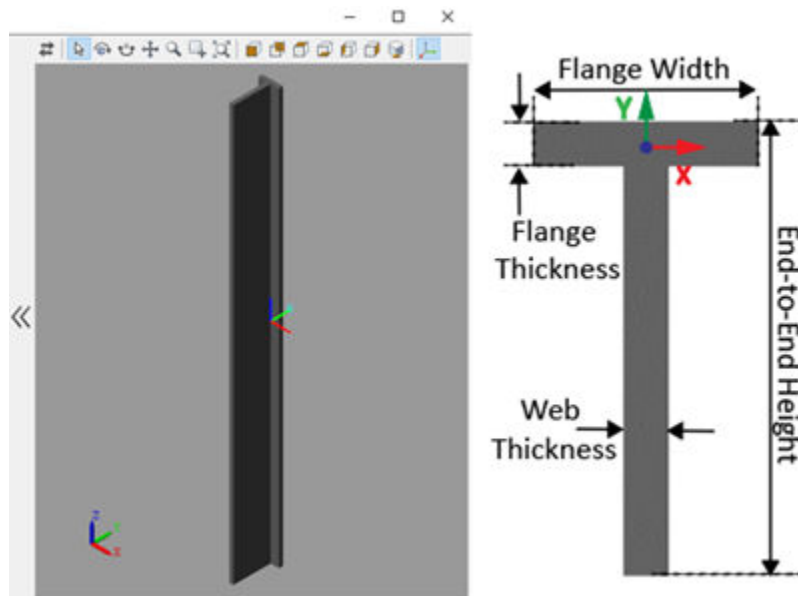 Flange Width
Y
X
Flange
Thickness
End-to-End Height
Web
Thickness
Z
Y
X